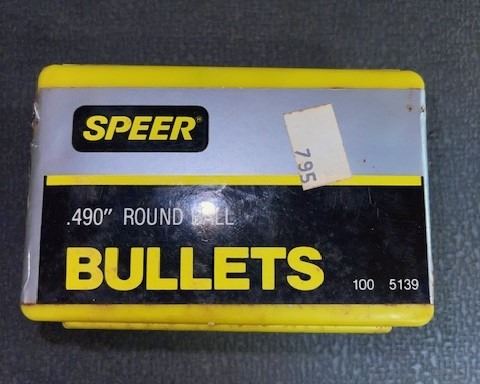 SPEER®
795
.490" ROUND BALL
BULLETS
100 5139